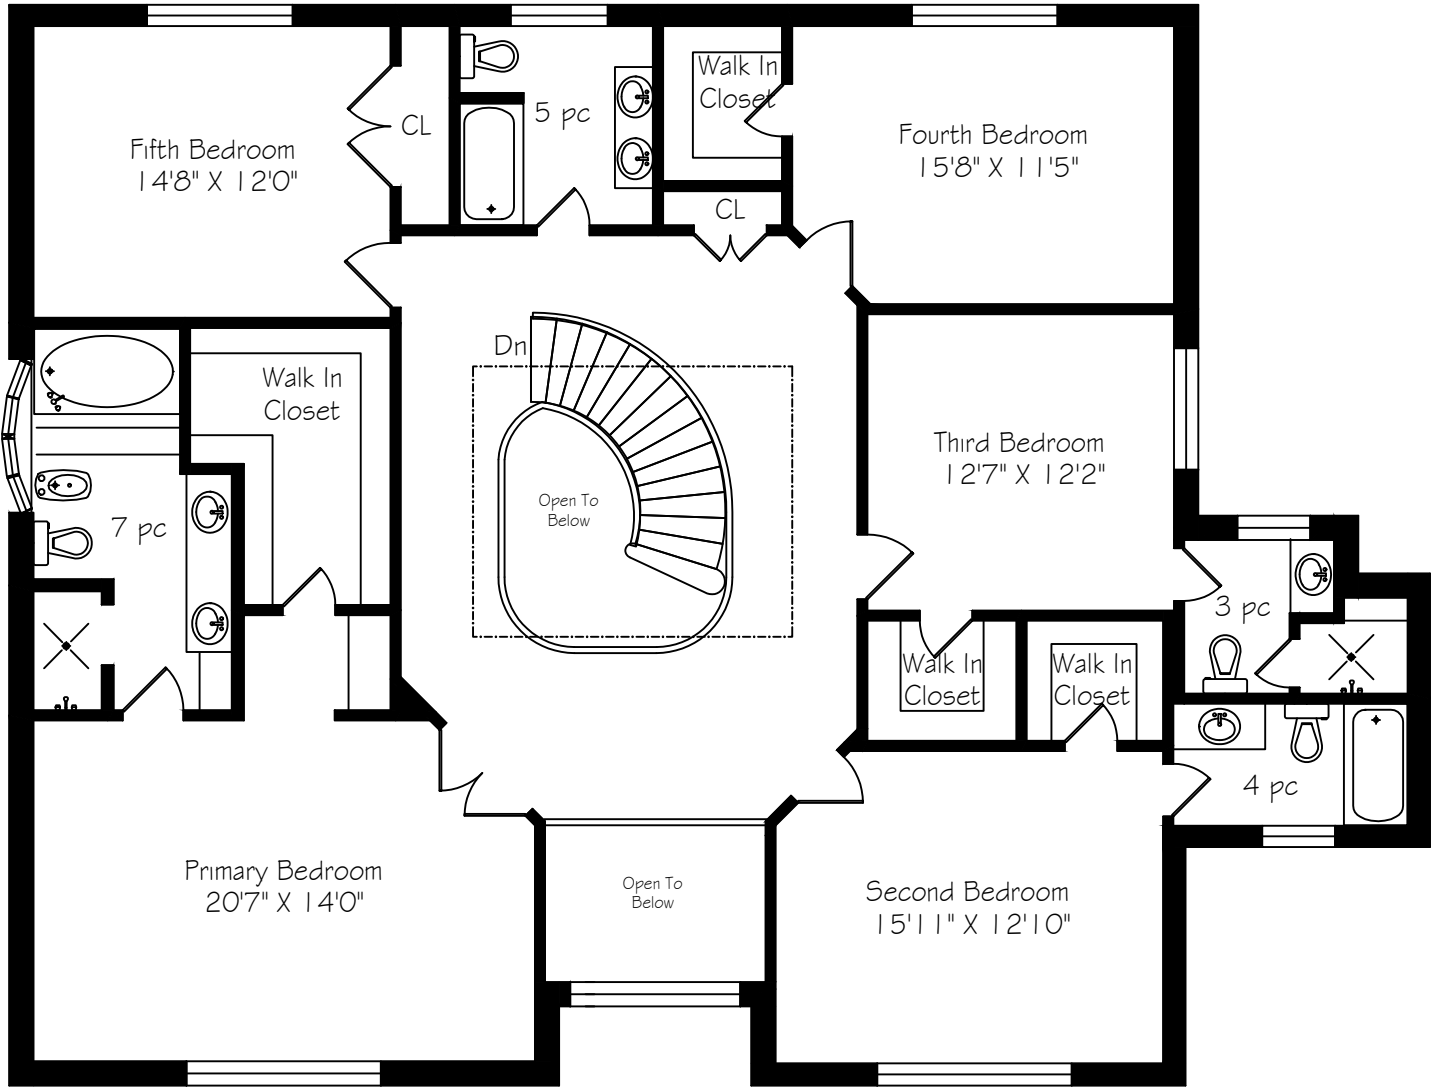 Walk In
Closet
5 pc
CL
Fifth Bedroom
14'8" X 12'0"
Fourth Bedroom
15'8" X 11'5"
CL
Dn
Walk In
Closet
Third Bedroom
12'7" X 12'2"
Open To
Below
7 pc
3 pc
Walk In
Closet
Walk In
Closet
4 pc
Primary Bedroom
20'7" X 14'0"
Open To
Below
Second Bedroom
15'11" X 12'10"